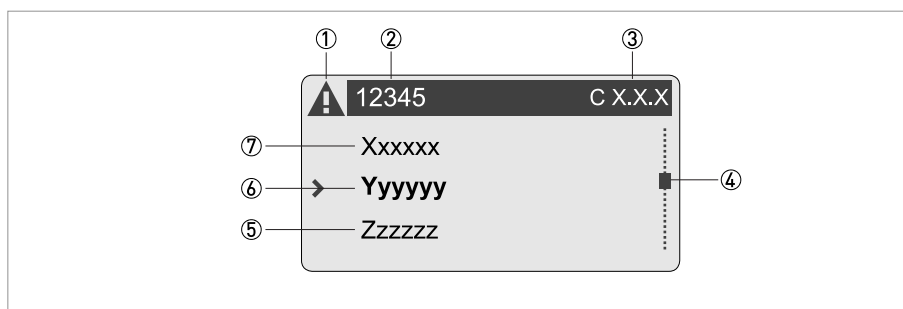 ① ② ③
12345 C X.X.X
⑦ Xxxxxx
⑥ Yyyyyy ④
⑤ Zzzzzz